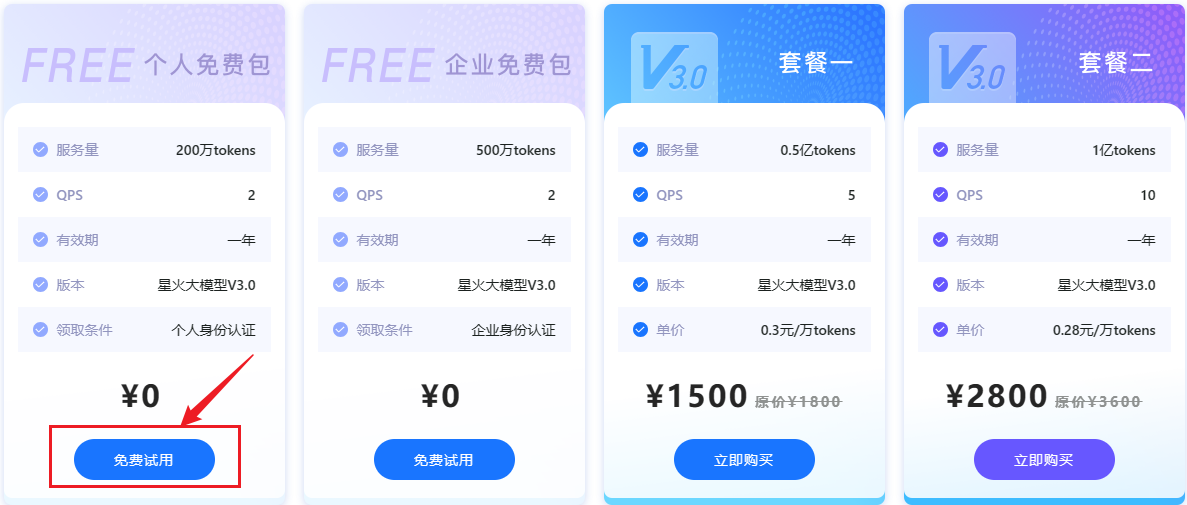 FREE 个人免费包
服务量 200万tokens
QPS 2
有效期 一年
版本 星火大模型V3.0
领取条件 个人身份认证
¥0
免费试用
FREE 企业免费包
服务量 500万tokens
QPS 2
有效期 一年
版本 星火大模型V3.0
领取条件 企业身份认证
¥0
免费试用
V3.0 套餐一
服务量 0.5亿tokens
QPS 5
有效期 一年
版本 星火大模型V3.0
单价 0.3元/万tokens
¥1500 原价¥1800
立即购买
V3.0 套餐二
服务量 1亿tokens
QPS 10
有效期 一年
版本 星火大模型V3.0
单价 0.28元/万tokens
¥2800 原价¥3600
立即购买